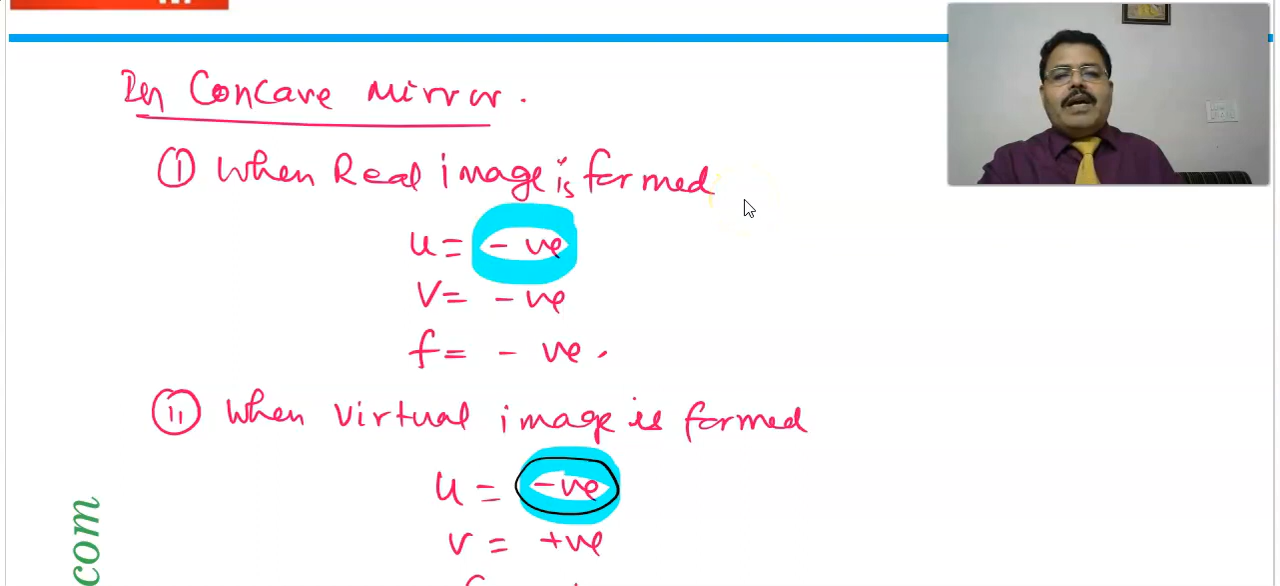 In Concave Mirror.
(i) When Real image is formed
u = - ve
v = - ve
f = - ve.
(ii) When virtual image is formed
u = -ve
v = +ve
com